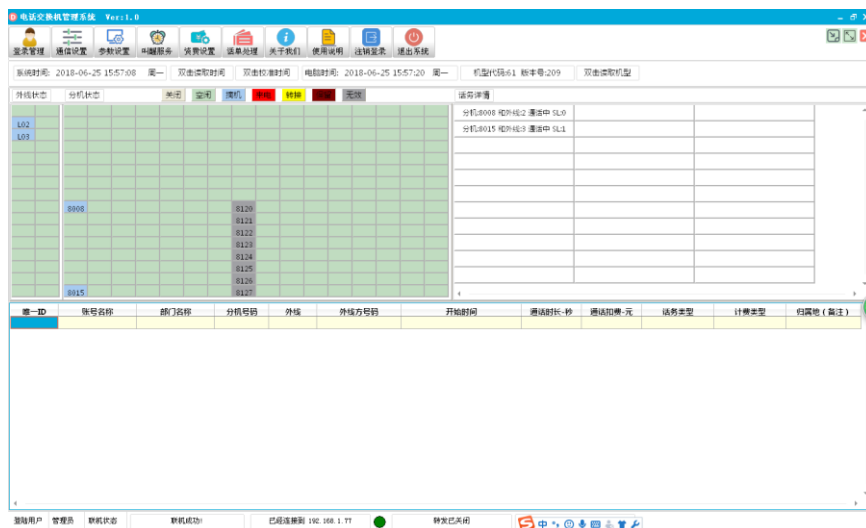 电话交换机管理系统 Ver:1.0
登录管理 通信设置 参数设置 叫醒服务 资费设置 话单处理 关于我们 使用说明 注销登录 退出系统
系统时间: 2018-06-25 15:57:08 周一 双击读取时间 双击校准时间 电脑时间: 2018-06-25 15:57:20 周一 机型代码:61 版本号:209 双击读取机型
外线状态 分机状态 关闭 空闲 摘机 转接 无效 话务详情
分机:8008 和外线:2 通话中 SL:0
L02
分机:8015 和外线:3 通话中 SL:1
L03
8008 8120
8121
8122
8123
8124
8125
8126
8015 8127
唯一ID 账号名称 部门名称 分机号码 外线 外线方号码 开始时间 通话时长-秒 通话扣费-元 话务类型 计费类型 归属地(备注)
登陆用户 管理员 联机状态 联机成功! 已经连接到 192.168.1.77 转发已关闭 中